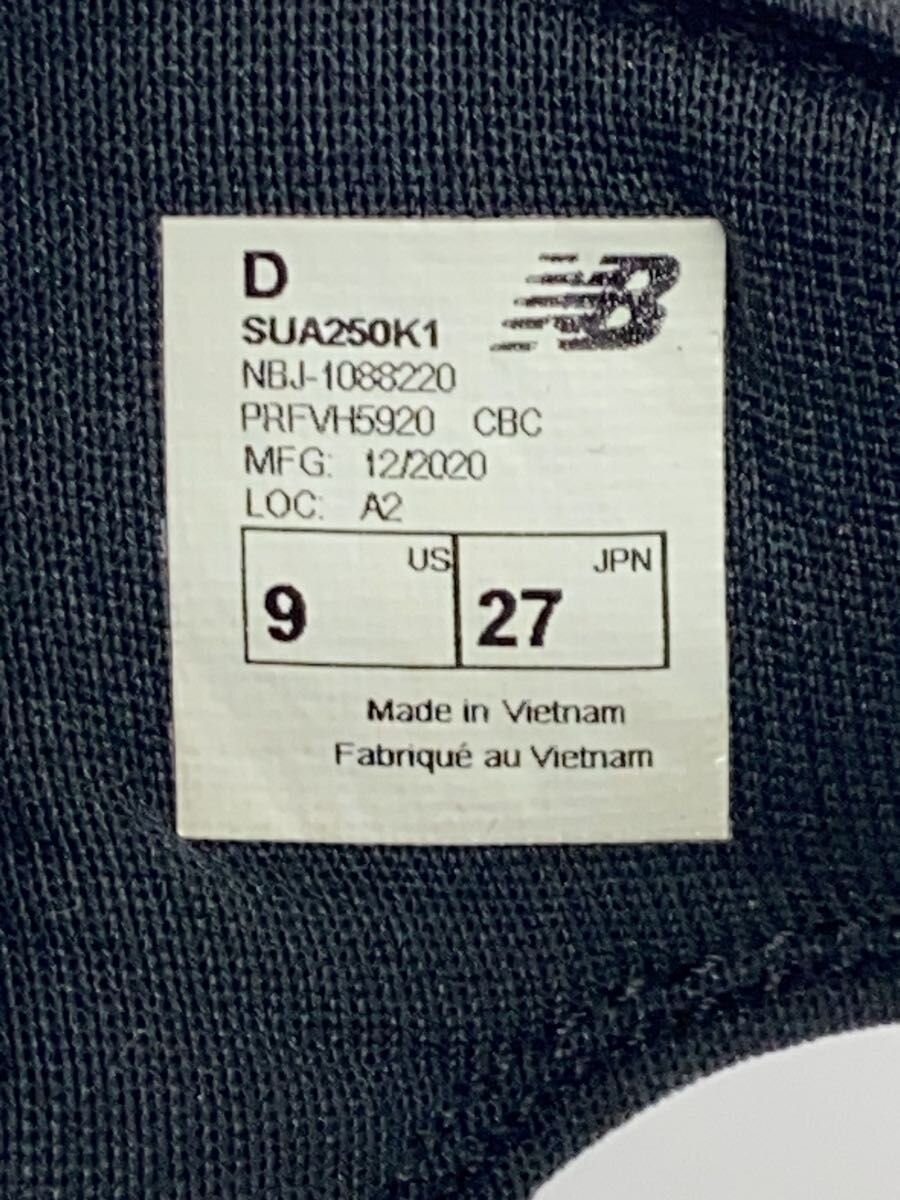 D
SUA250K1
NBJ-1088220
PRFVH5920 CBC
MFG: 12/2020
LOC: A2
US JPN
9 27
Made in Vietnam
Fabriqué au Vietnam